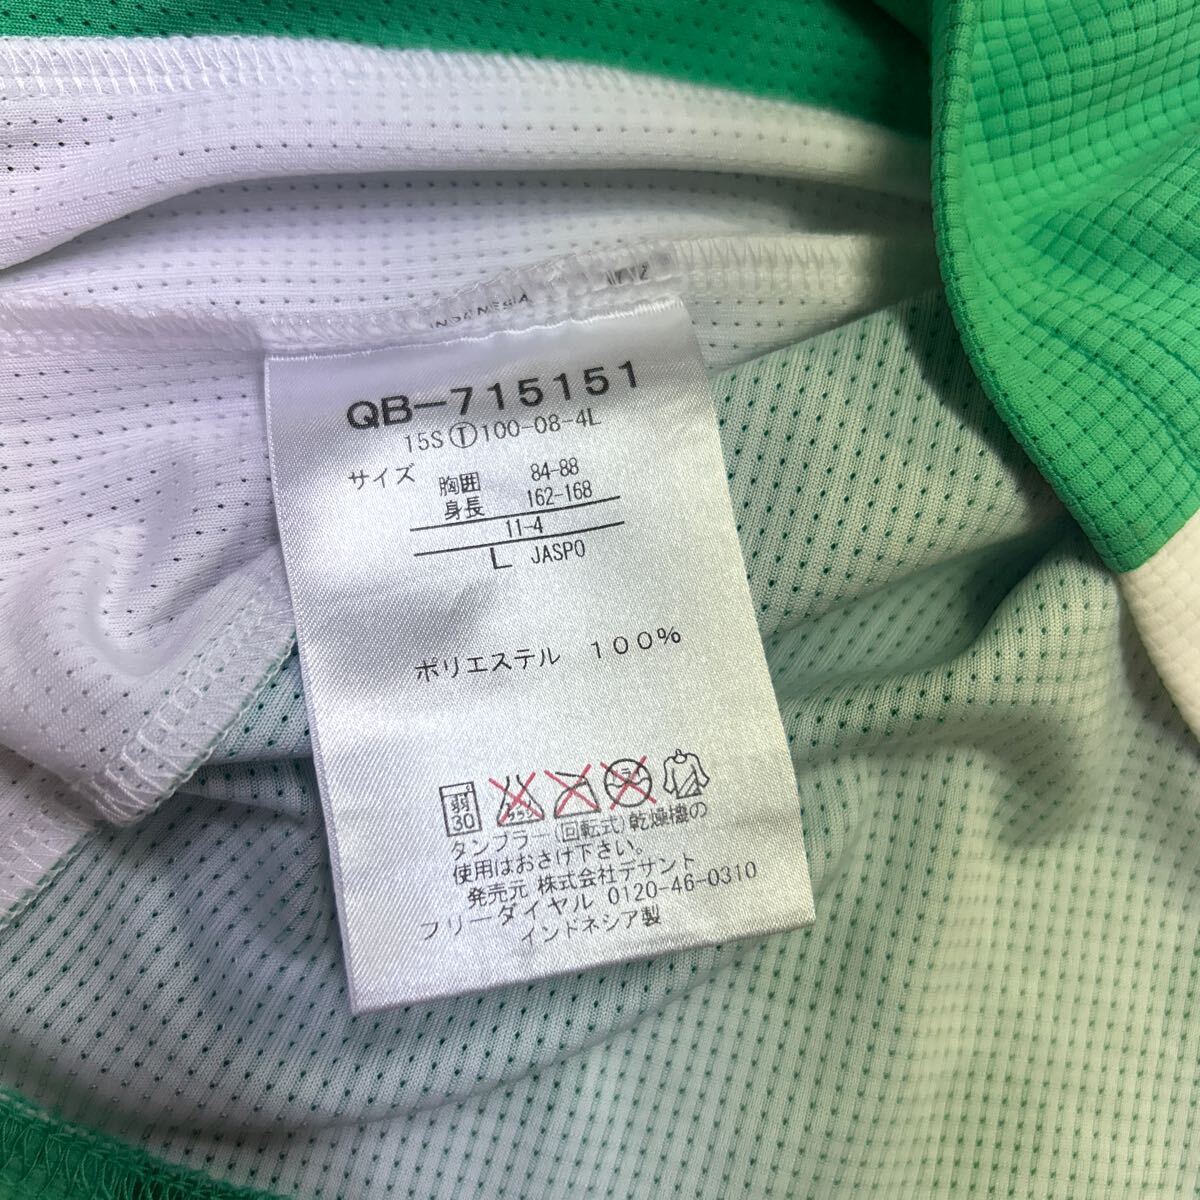 QB-715151
15SⓉ100-08-4L
サイズ 胸囲 84-88
身長 162-168
11-4
L JASPO
ポリエステル 100%
弱
30
タンブラー(回転式)乾燥機の
使用はおさけ下さい。
発売元 株式会社デサント
フリーダイヤル 0120-46-0310
インドネシア製